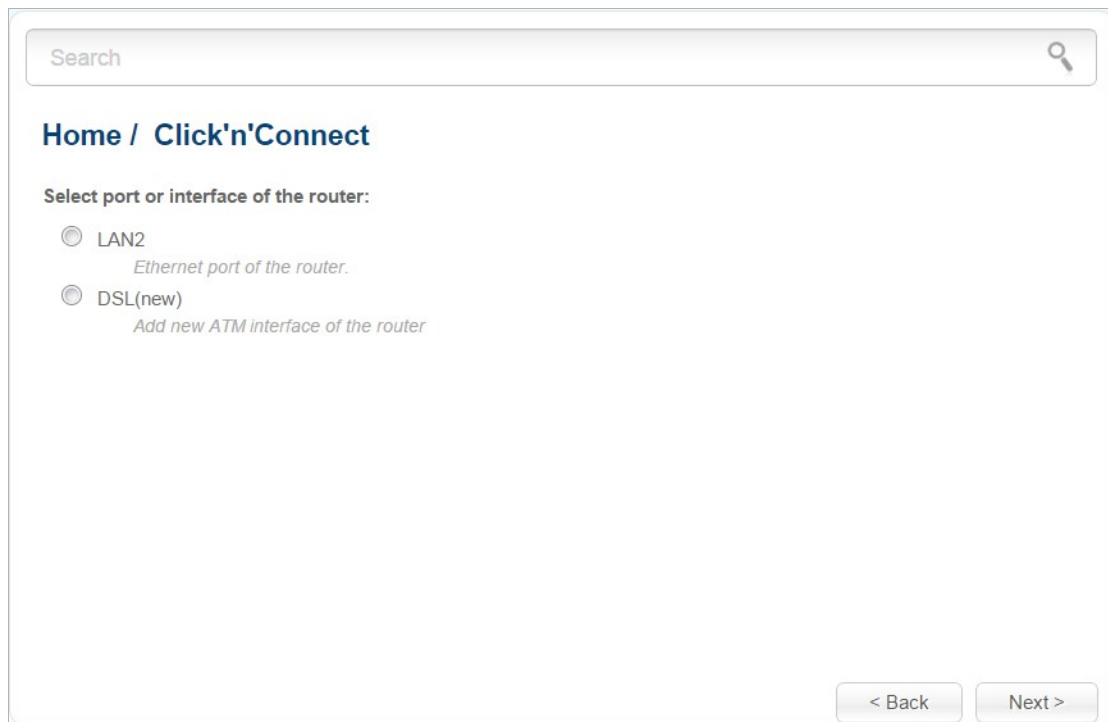 Search
Home / Click'n'Connect
Select port or interface of the router:
LAN2
Ethernet port of the router.
DSL(new)
Add new ATM interface of the router
< Back Next >